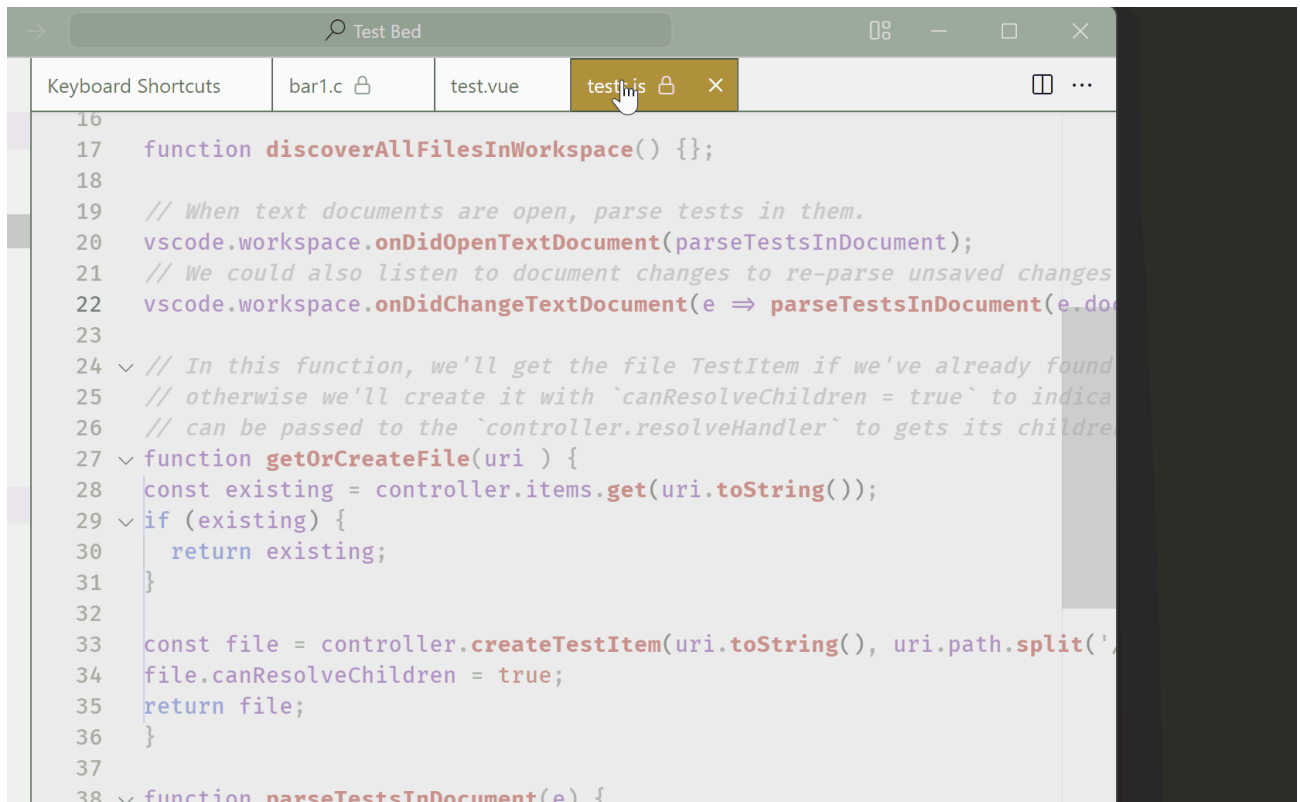 Test Bed
Keyboard Shortcuts bar1.c test.vue
16
17 function discoverAllFilesInWorkspace() {};
18
19 // When text documents are open, parse tests in them.
20 vscode.workspace.onDidOpenTextDocument(parseTestsInDocument);
21 // We could also listen to document changes to re-parse unsaved changes
22 vscode.workspace.onDidChangeTextDocument(e => parseTestsInDocument(e.doc
23
24 // In this function, we'll get the file TestItem if we've already found
25 // otherwise we'll create it with `canResolveChildren = true` to indica
26 // can be passed to the `controller.resolveHandler` to gets its childre
27 function getOrCreateFile(uri ) {
28 const existing = controller.items.get(uri.toString());
29 if (existing) {
30 return existing;
31 }
32
33 const file = controller.createTestItem(uri.toString(), uri.path.split('/
34 file.canResolveChildren = true;
35 return file;
36 }
37
38 function parseTestsInDocument(e) {